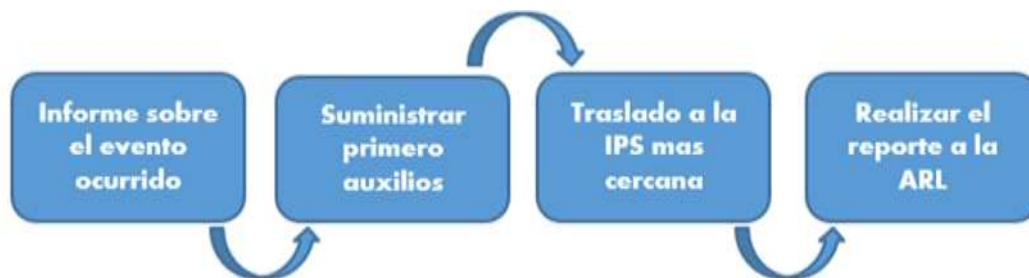 Informe sobre
el evento
ocurrido
Suministrar
primero
auxilios
Traslado a la
IPS mas
cercana
Realizar el
reporte a la
ARL